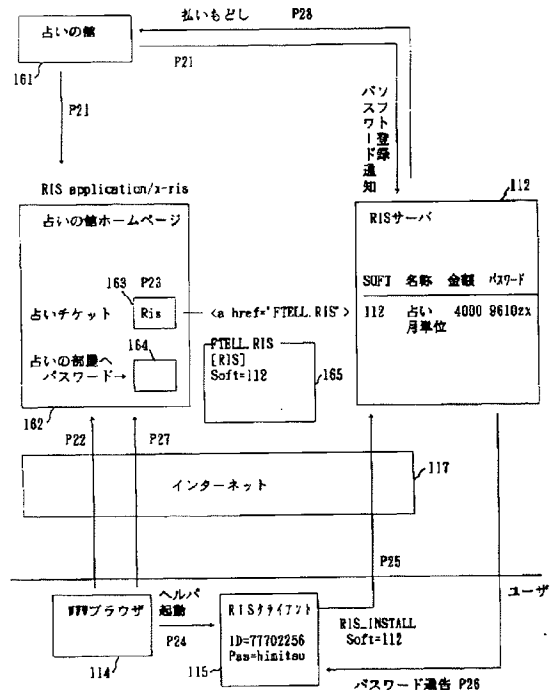 払いもどし P28
占いの館
P21
161
P21
ソフト登録
パスワード通知
RIS application/x-ris
112
占いの館ホームページ
RISサーバ
163 P23
SOFT 名称 金額 パスワード
占いチケット Ris
<a href="FTELL.RIS">
112 占い 4000 9610zx
月単位
164
占いの部屋へ
パスワード→
FTELL.RIS
[RIS]
Soft=112
165
162
P22 P27
117
インターネット
P25
ユーザ
WWWブラウザ
ヘルパ
起動
P24
RISクライアント
ID=77702256
Pas=himitsu
RIS_INSTALL
Soft=112
114
115
パスワード通告 P26